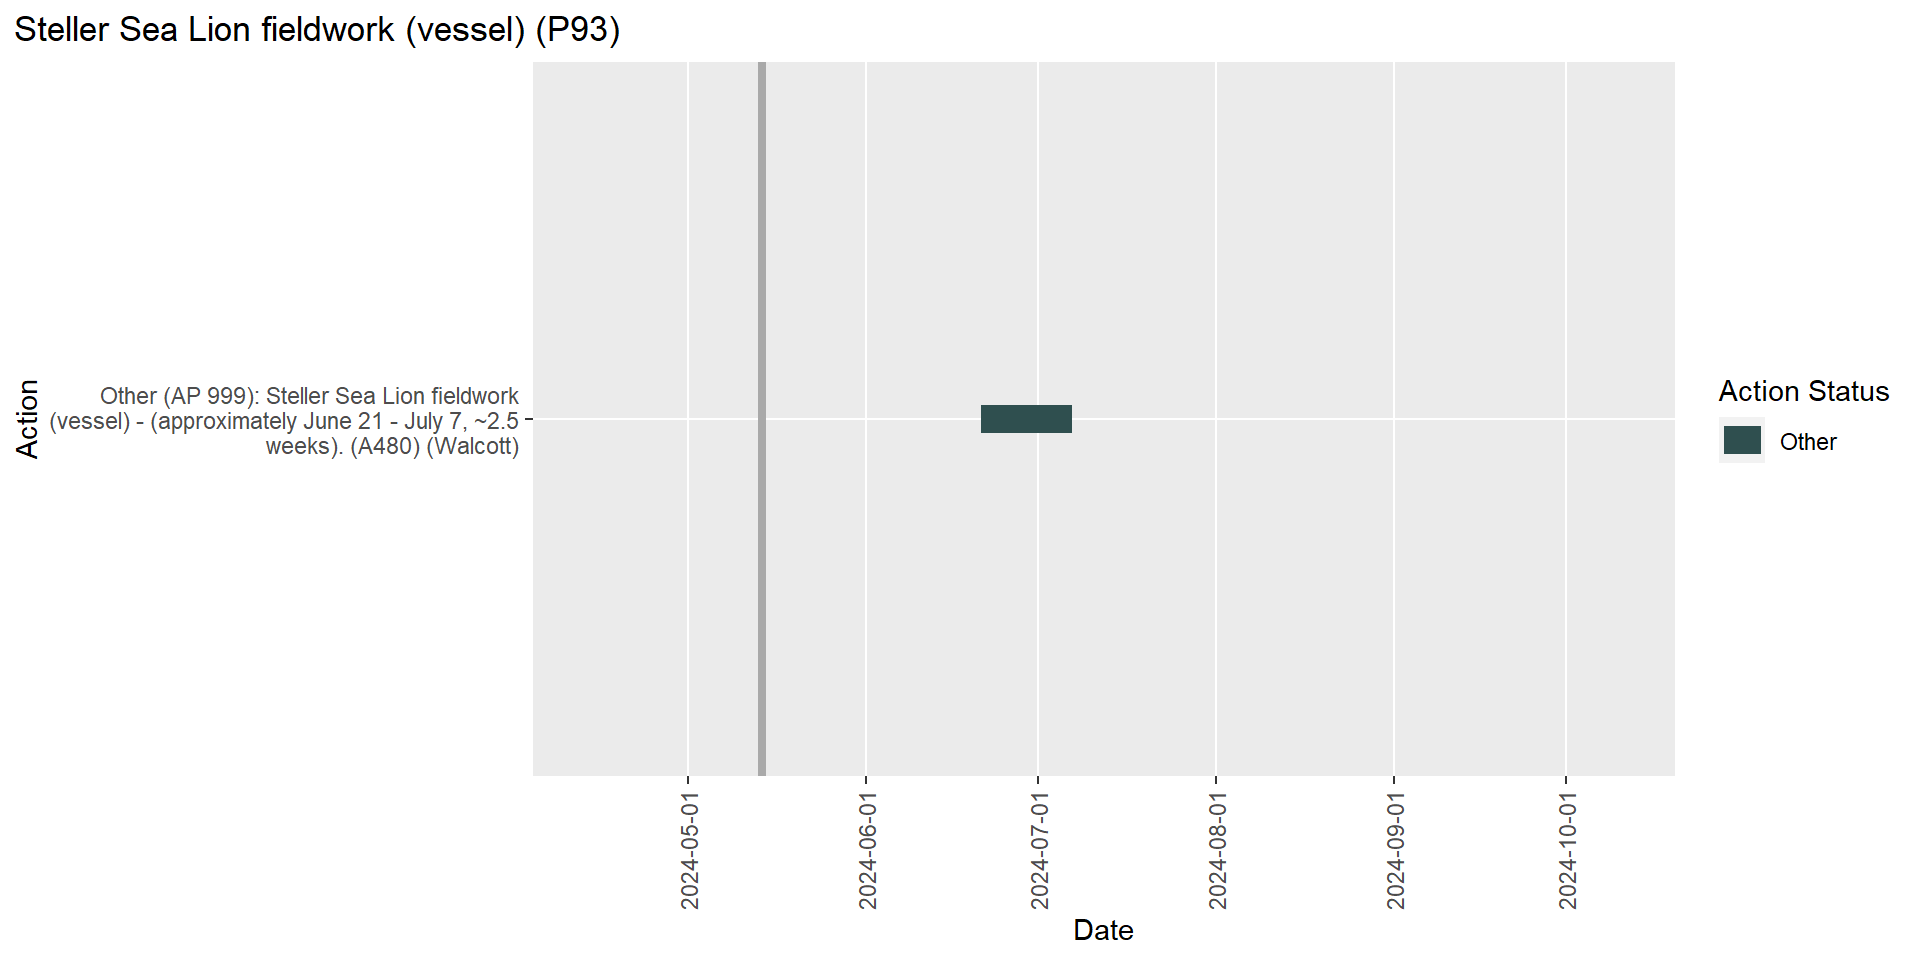 Steller Sea Lion fieldwork (vessel) (P93)
Action
Other (AP 999): Steller Sea Lion fieldwork
(vessel) - (approximately June 21 - July 7, ~2.5
weeks). (A480) (Walcott)
2024-05-01
2024-06-01
2024-07-01
2024-08-01
2024-09-01
2024-10-01
Date
Action Status
Other